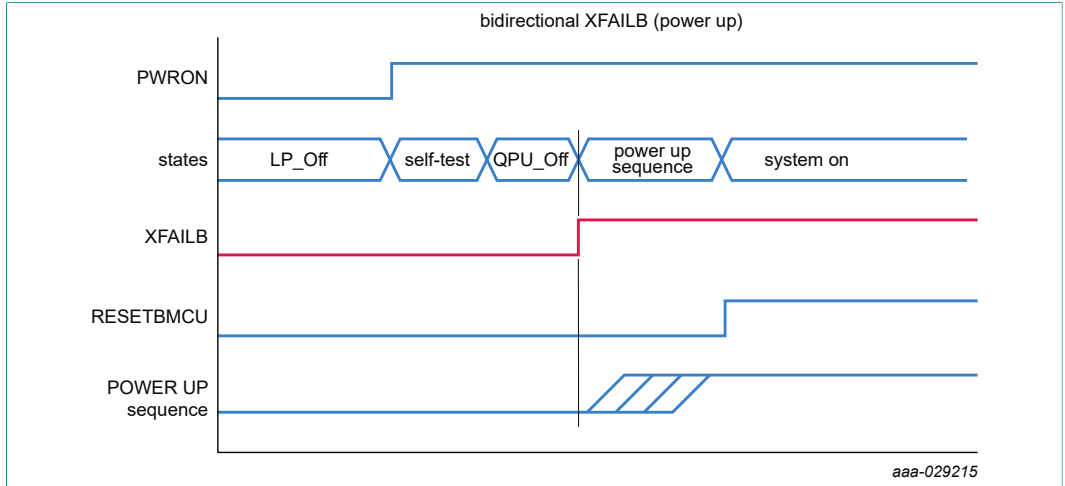 bidirectional XFAILB (power up)
PWRON
states
LP_Off
self-test
QPU_Off
power up
sequence
system on
XFAILB
RESETBMCU
POWER UP
sequence
aaa-029215